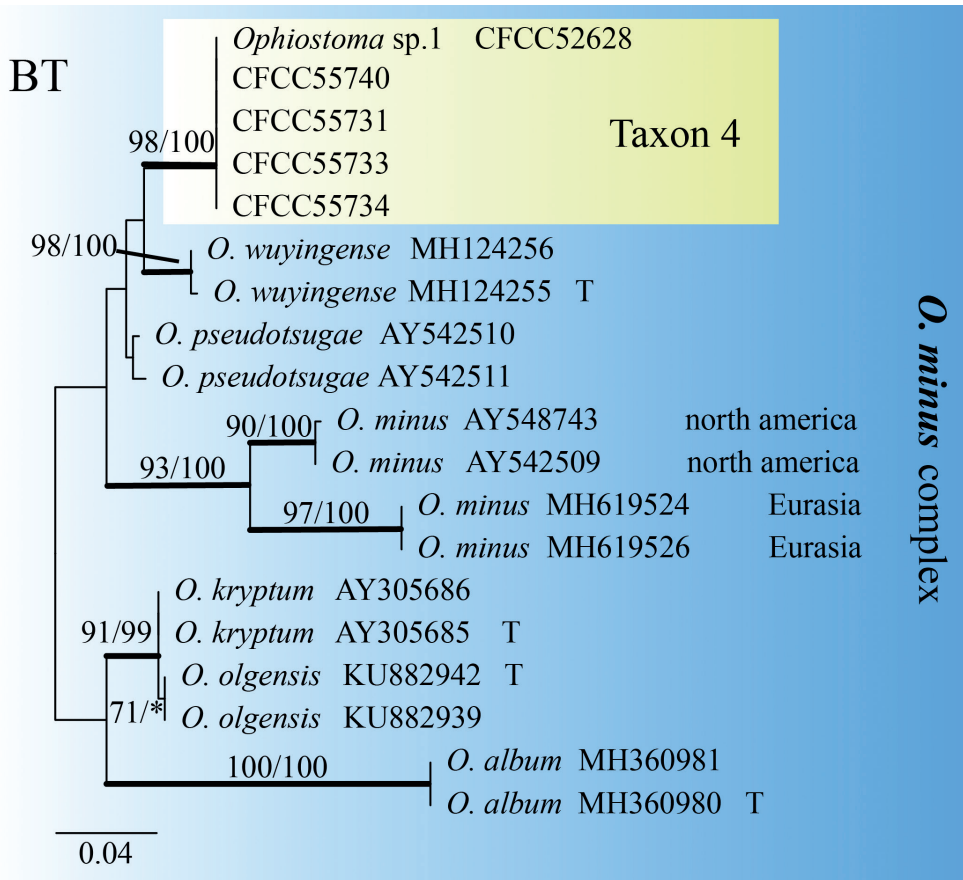 BT
Ophiostoma sp.1 CFCC52628
CFCC55740
CFCC55731
CFCC55733
CFCC55734
Taxon 4
98/100
98/100
O. wuyingense MH124256
O. wuyingense MH124255 T
O. pseudotsugae AY542510
O. pseudotsugae AY542511
90/100
O. minus AY548743 north america
O. minus AY542509 north america
93/100
97/100
O. minus MH619524 Eurasia
O. minus MH619526 Eurasia
O. kryptum AY305686
91/99
O. kryptum AY305685 T
O. olgensis KU882942 T
71/*
O. olgensis KU882939
100/100
O. album MH360981
O. album MH360980 T
0.04
O. minus complex